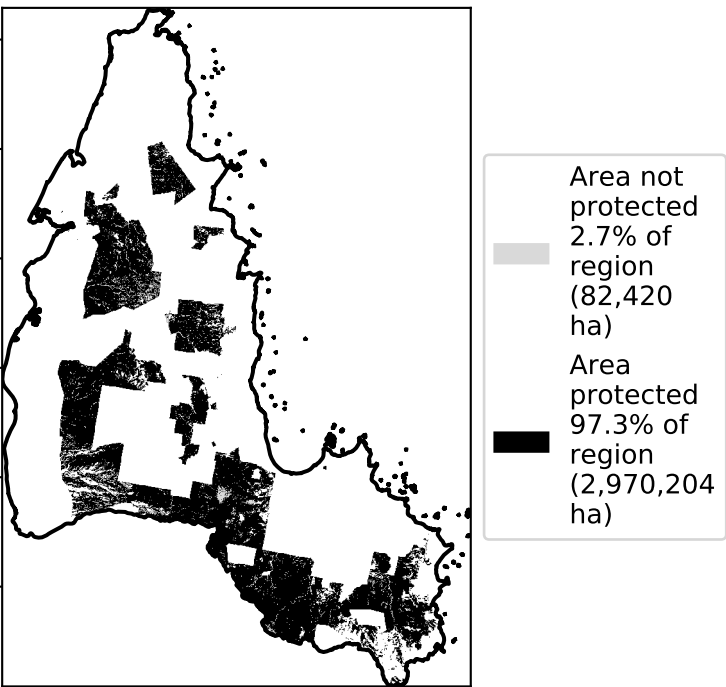 Area not
protected
2.7% of
region
(82,420
ha)
Area
protected
97.3% of
region
(2,970,204
ha)